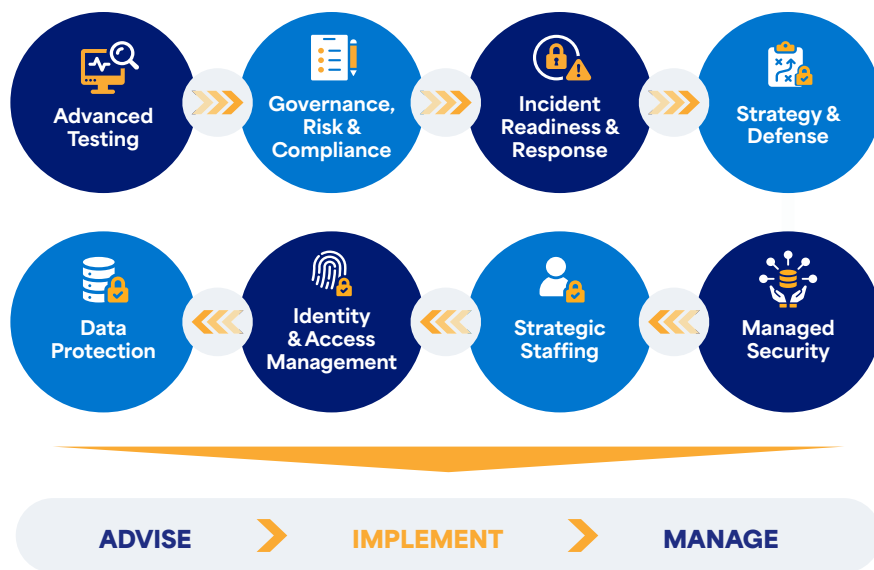 Advanced
Testing
Governance,
Risk &
Compliance
Incident
Readiness &
Response
Strategy &
Defense
Data
Protection
Identity
& Access
Management
Strategic
Staffing
Managed
Security
ADVISE
IMPLEMENT
MANAGE